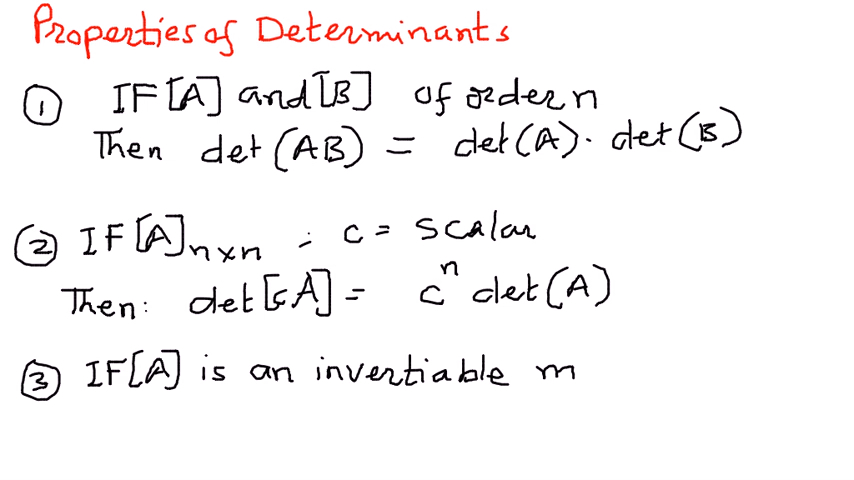 Properties of Determinants
① IF [A] and [B] of order n
Then det (AB) = det(A) . det(B)
② IF [A]n×n , c = scalar
Then: det [cA] = c^n det(A)
③ IF [A] is an invertiable m